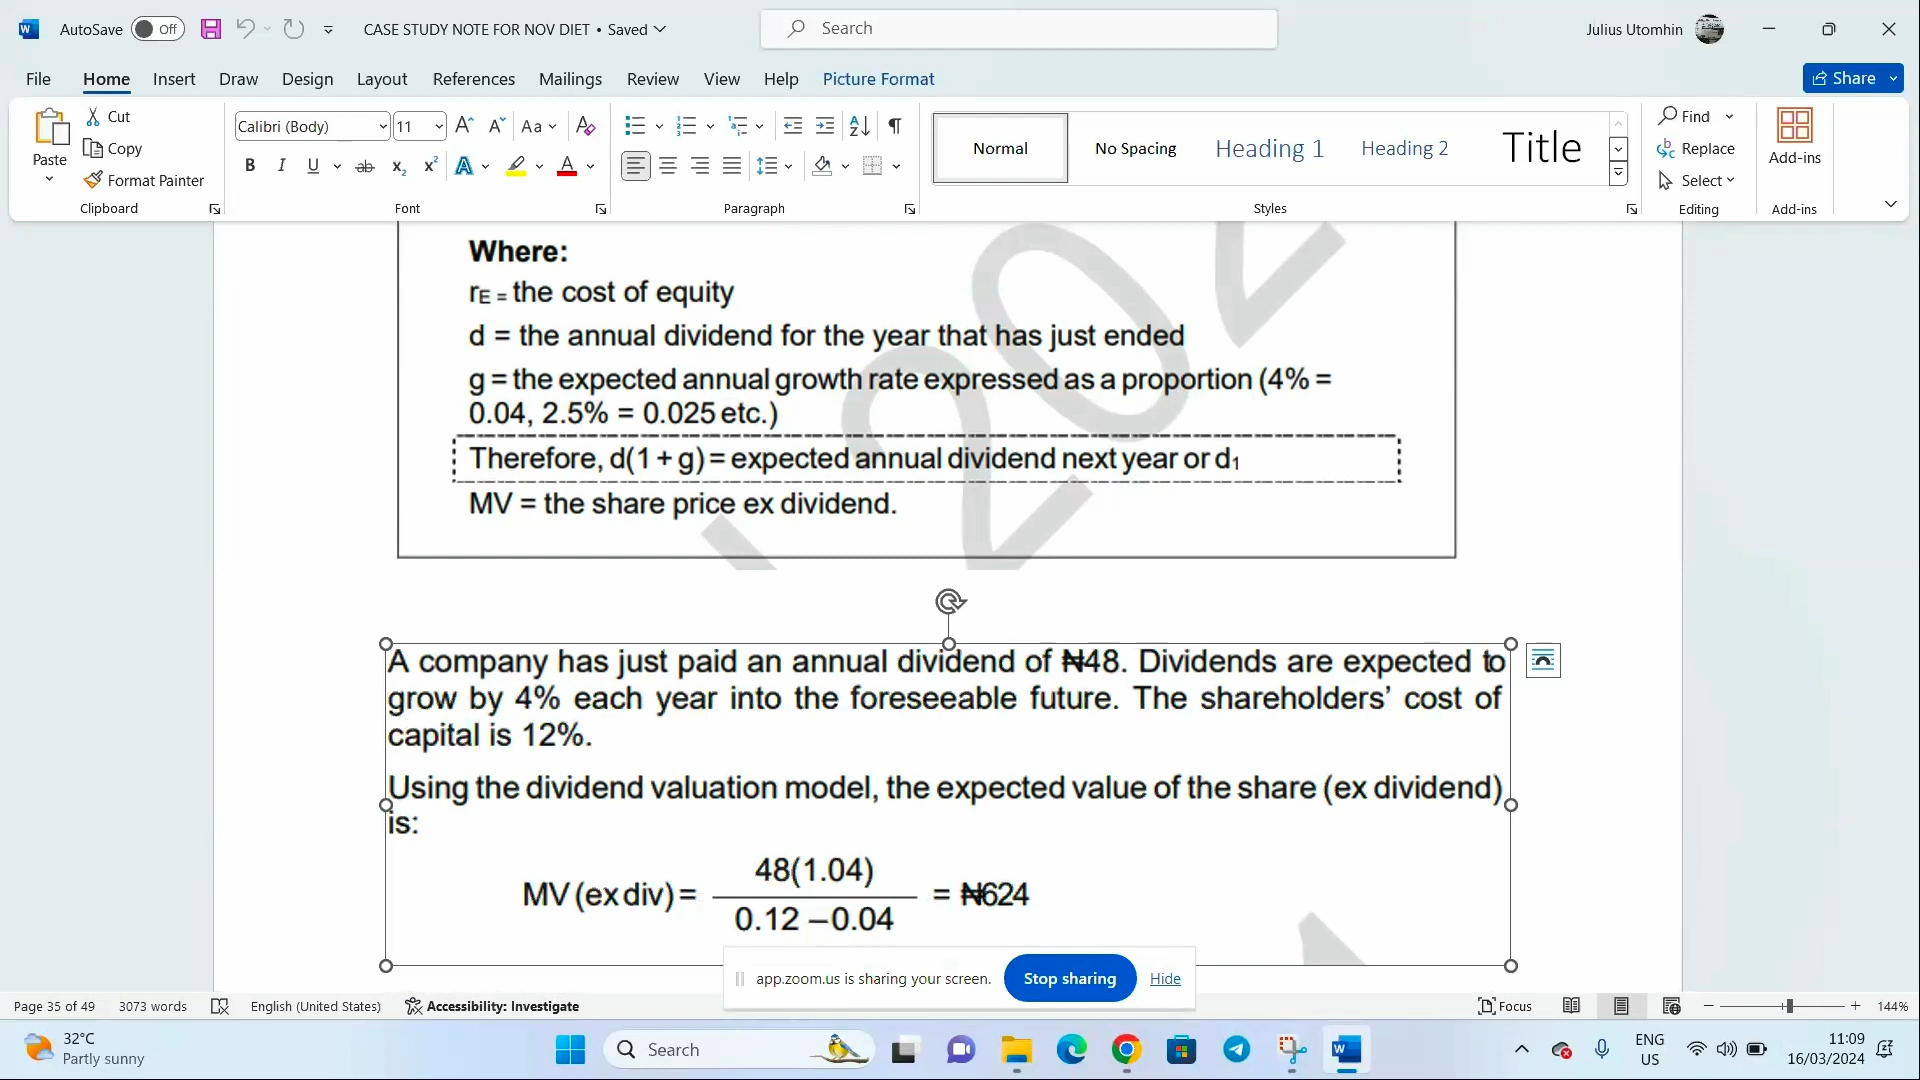 AutoSave Off CASE STUDY NOTE FOR NOV DIET • Saved Search Julius Utomhin
File Home Insert Draw Design Layout References Mailings Review View Help Picture Format Share
Paste Cut Copy Format Painter
Calibri (Body) 11
Normal No Spacing Heading 1 Heading 2 Title
Find Replace Select Add-ins
Clipboard Font Paragraph Styles Editing Add-ins
Where:
rE = the cost of equity
d = the annual dividend for the year that has just ended
g = the expected annual growth rate expressed as a proportion (4% =
0.04, 2.5% = 0.025 etc.)
Therefore, d(1 + g) = expected annual dividend next year or d1
MV = the share price ex dividend.
A company has just paid an annual dividend of ₦48. Dividends are expected to
grow by 4% each year into the foreseeable future. The shareholders’ cost of
capital is 12%.
Using the dividend valuation model, the expected value of the share (ex dividend)
is:
48(1.04)
MV (ex div) = = ₦624
0.12 – 0.04
app.zoom.us is sharing your screen. Stop sharing Hide
Page 35 of 49 3073 words English (United States) Accessibility: Investigate Focus 144%
32°C
Partly sunny
Search
ENG
US
11:09
16/03/2024